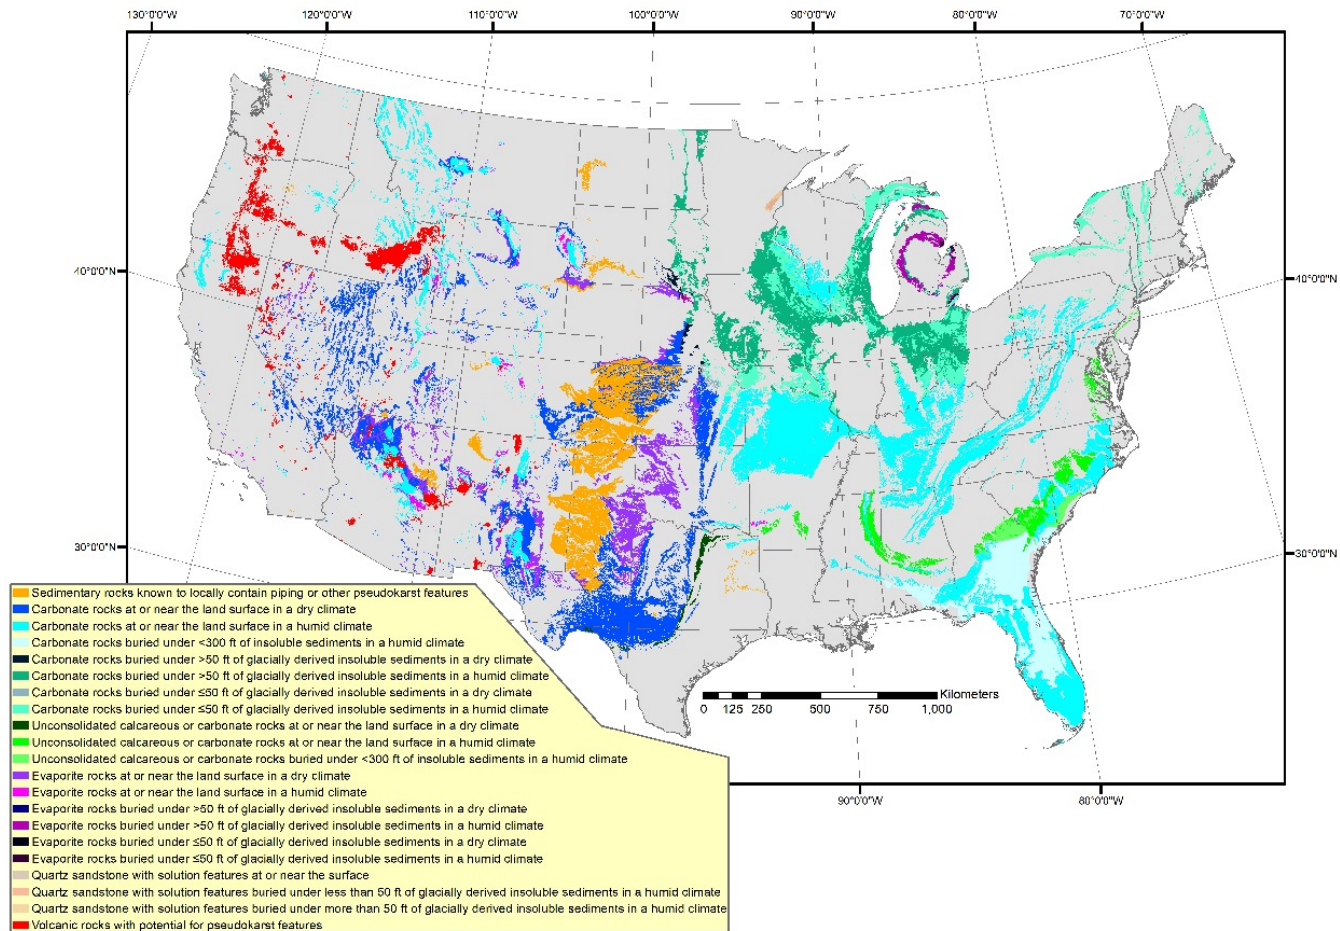 130°0'0"W 120°0'0"W 110°0'0"W 100°0'0"W 90°0'0"W 80°0'0"W 70°0'0"W
40°0'0"N 40°0'0"N
30°0'0"N 30°0'0"N
Sedimentary rocks known to locally contain piping or other pseudokarst features
Carbonate rocks at or near the land surface in a dry climate
Carbonate rocks at or near the land surface in a humid climate
Carbonate rocks buried under <300 ft of insoluble sediments in a humid climate
Carbonate rocks buried under >50 ft of glacially derived insoluble sediments in a dry climate
Carbonate rocks buried under >50 ft of glacially derived insoluble sediments in a humid climate
Carbonate rocks buried under ≤50 ft of glacially derived insoluble sediments in a dry climate
Carbonate rocks buried under ≤50 ft of glacially derived insoluble sediments in a humid climate
Unconsolidated calcareous or carbonate rocks at or near the land surface in a dry climate
Unconsolidated calcareous or carbonate rocks at or near the land surface in a humid climate
Unconsolidated calcareous or carbonate rocks buried under <300 ft of insoluble sediments in a humid climate
Evaporite rocks at or near the land surface in a dry climate
Evaporite rocks at or near the land surface in a humid climate
Evaporite rocks buried under >50 ft of glacially derived insoluble sediments in a dry climate
Evaporite rocks buried under >50 ft of glacially derived insoluble sediments in a humid climate
Evaporite rocks buried under ≤50 ft of glacially derived insoluble sediments in a dry climate
Evaporite rocks buried under ≤50 ft of glacially derived insoluble sediments in a humid climate
Quartz sandstone with solution features at or near the surface
Quartz sandstone with solution features buried under less than 50 ft of glacially derived insoluble sediments in a humid climate
Quartz sandstone with solution features buried under more than 50 ft of glacially derived insoluble sediments in a humid climate
Volcanic rocks with potential for pseudokarst features
Kilometers
0 125 250 500 750 1,000
90°0'0"W 80°0'0"W